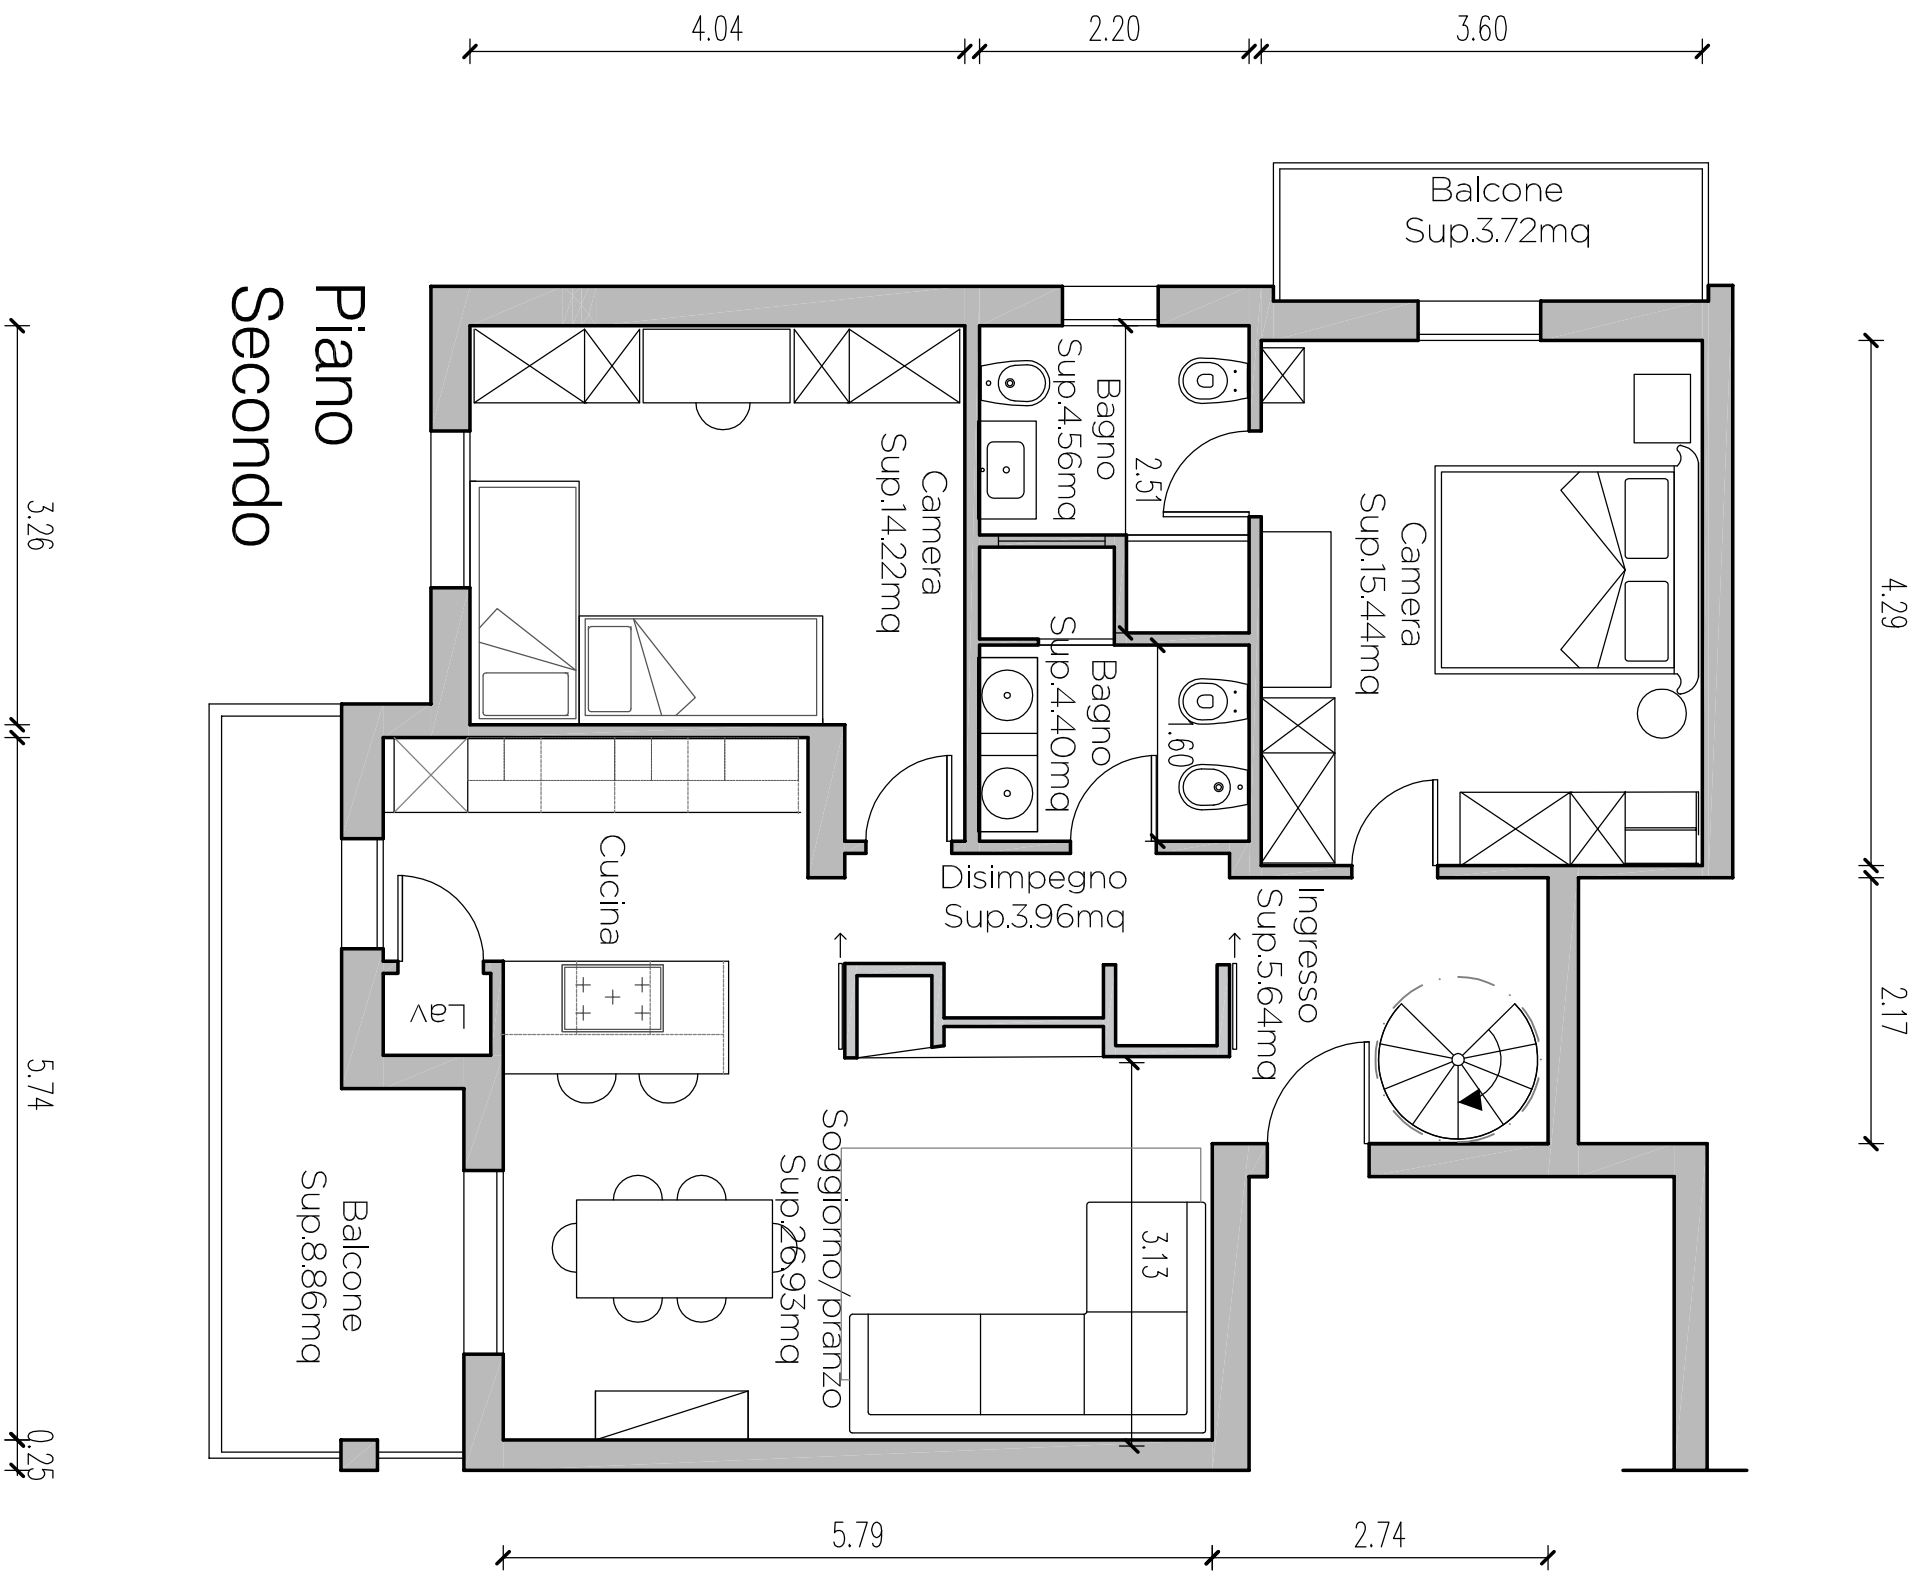 4.04
2.20
3.60
Balcone
Sup.3.72mq
Piano
Secondo
Bagno
Sup.4.56mq
2.51
Camera
Sup.14.22mq
Camera
Sup.15.44mq
Bagno
Sup.4.40mq
1.60
3.26
4.29
Cucina
Disimpegno
Sup.3.96mq
Ingresso
Sup.5.64mq
2.17
Lav
5.74
Soggiorno/pranzo
Sup.26.93mq
3.13
Balcone
Sup.8.86mq
0.25
5.79
2.74